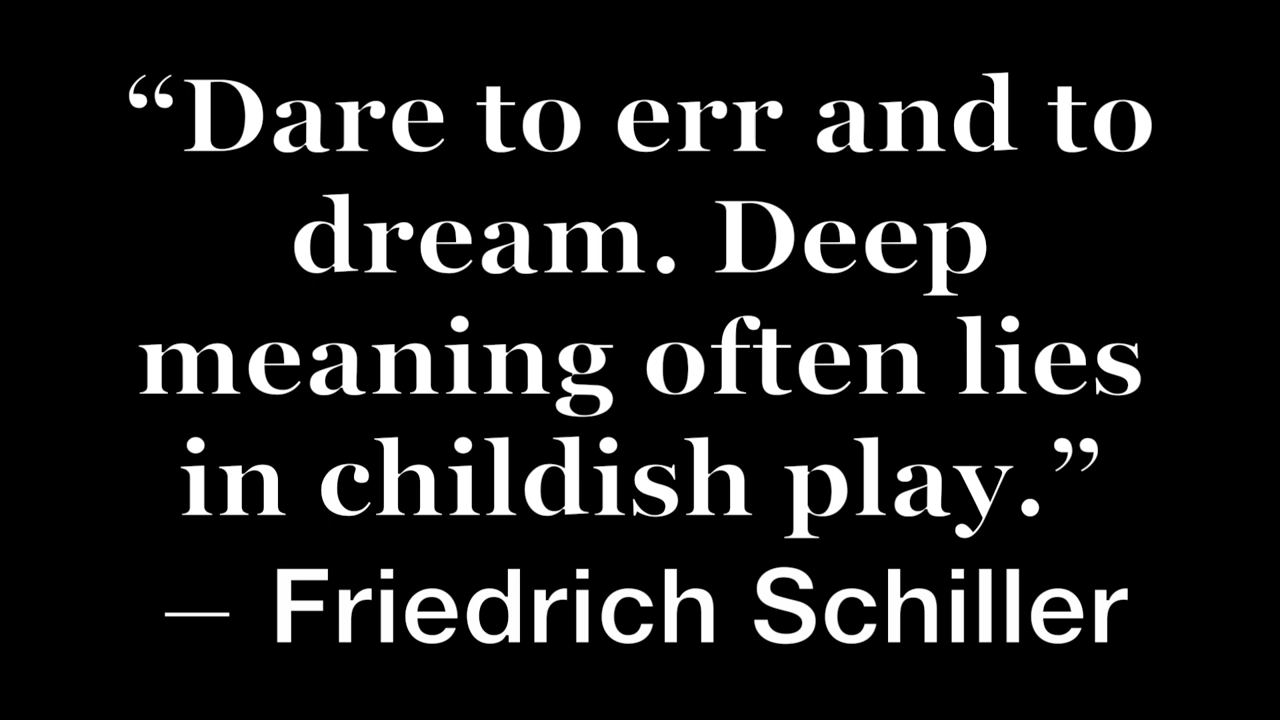 “Dare to err and to
dream. Deep
meaning often lies
in childish play.”
— Friedrich Schiller